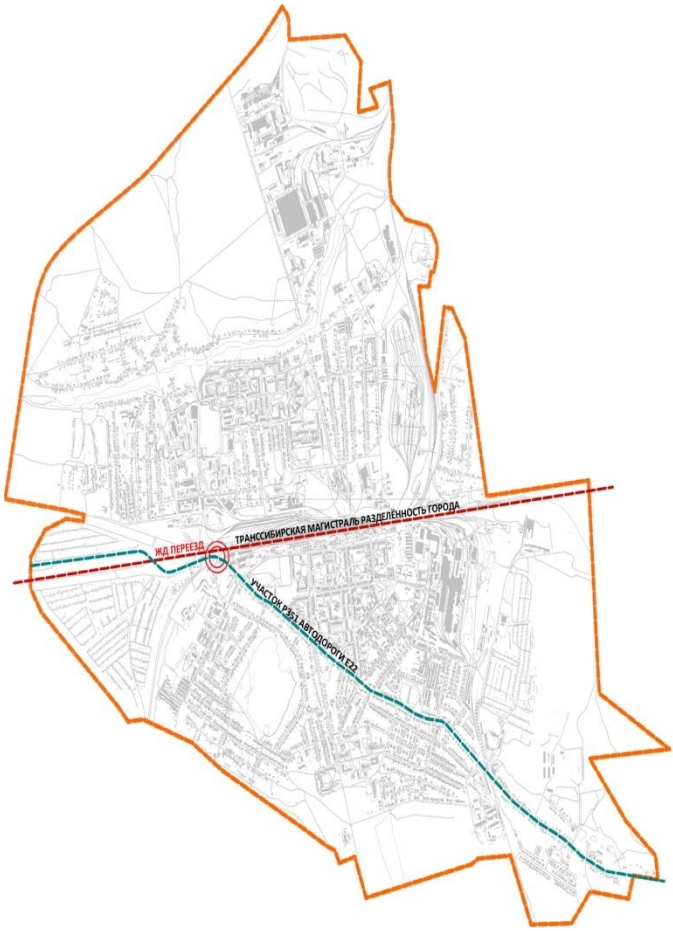 ТРАНССИБИРСКАЯ МАГИСТРАЛЬ РАЗДЕЛЁННОСТЬ ГОРОДА
ЖД ПЕРЕЕЗД
УЧАСТОК Р351 АВТОДОРОГИ Е22